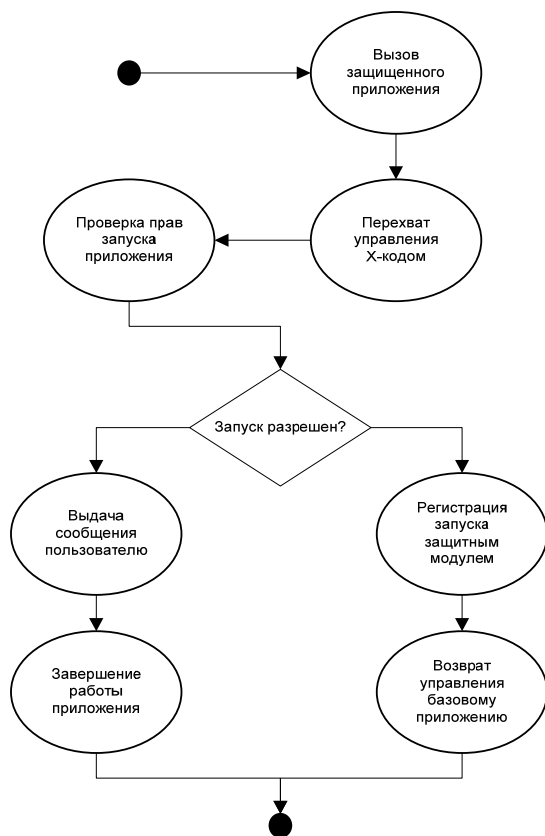 Вызов
защищенного
приложения
Проверка прав
запуска
приложения
Перехват
управления
X-кодом
Запуск разрешен?
Выдача
сообщения
пользователю
Регистрация
запуска
защитным
модулем
Завершение
работы
приложения
Возврат
управления
базовому
приложению